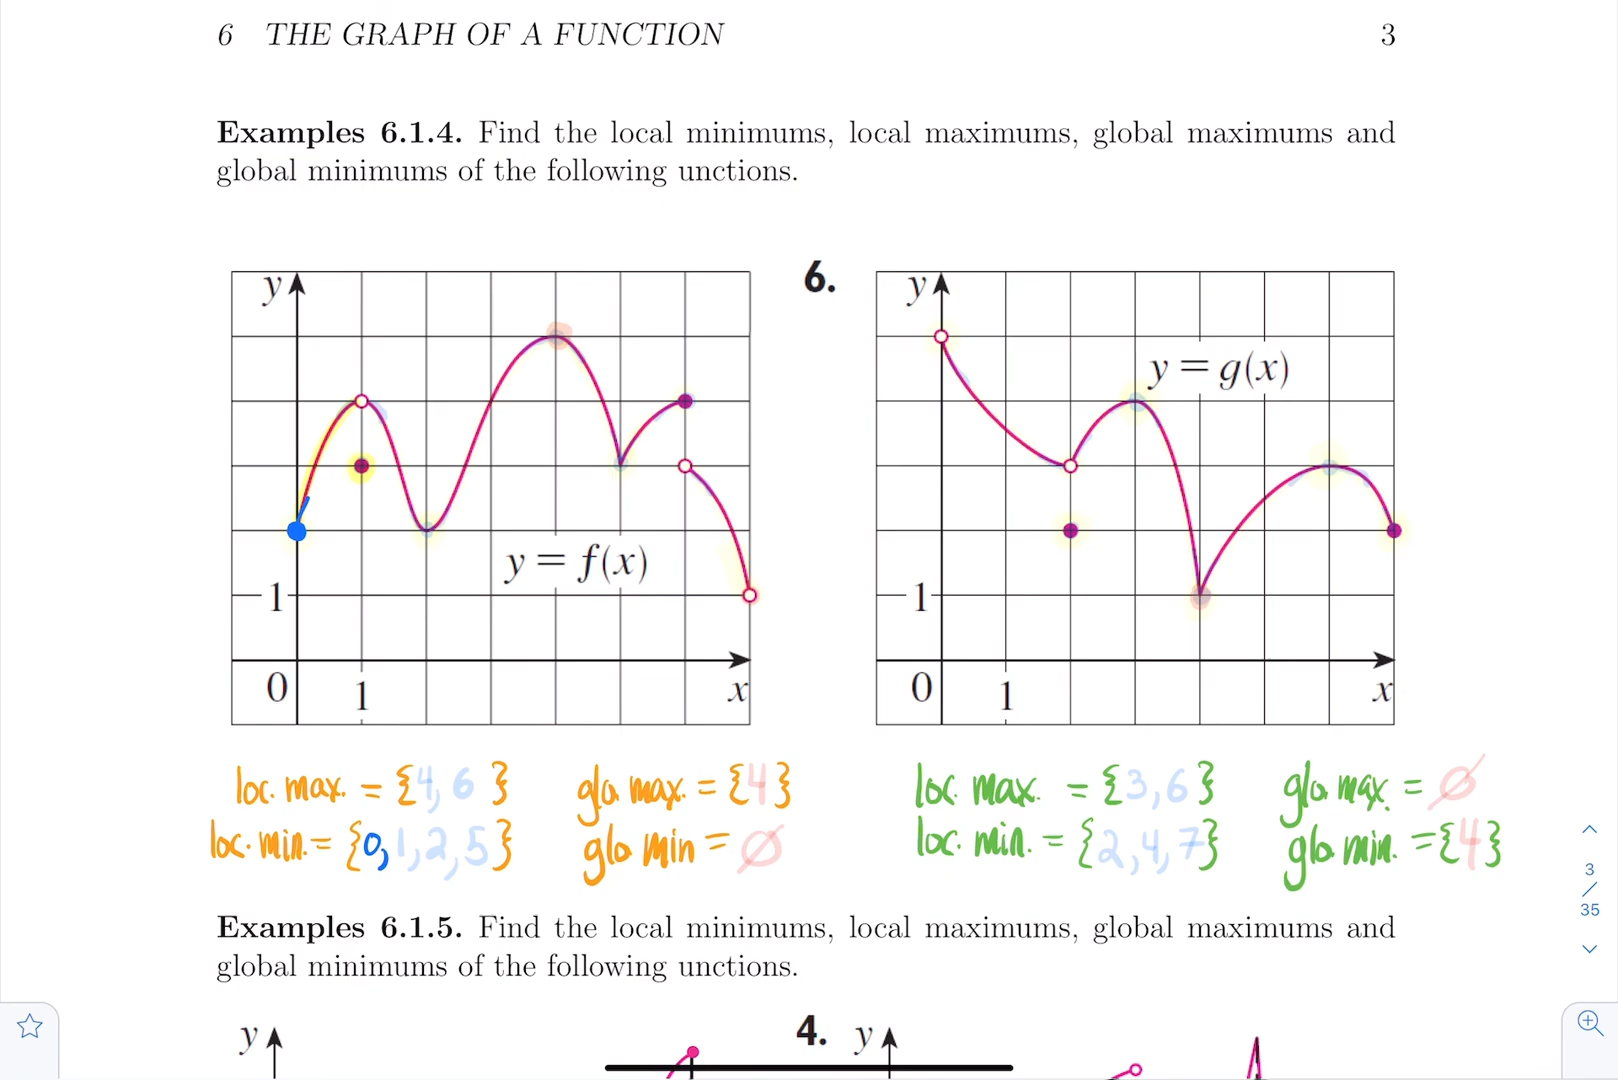 6 THE GRAPH OF A FUNCTION 3
Examples 6.1.4. Find the local minimums, local maximums, global maximums and
global minimums of the following unctions.
y
6.
y
y = g(x)
y = f(x)
1
1
0 1 x
0 1 x
loc. max. = {4, 6 } glo. max. = {4}
loc. min. = {0, 1, 2, 5} glo min = ∅
loc. max. = {3, 6} glo max. = ∅
loc. min. = {2, 4, 7} glo. min. = {4}
3
/
35
Examples 6.1.5. Find the local minimums, local maximums, global maximums and
global minimums of the following unctions.
y
4. y